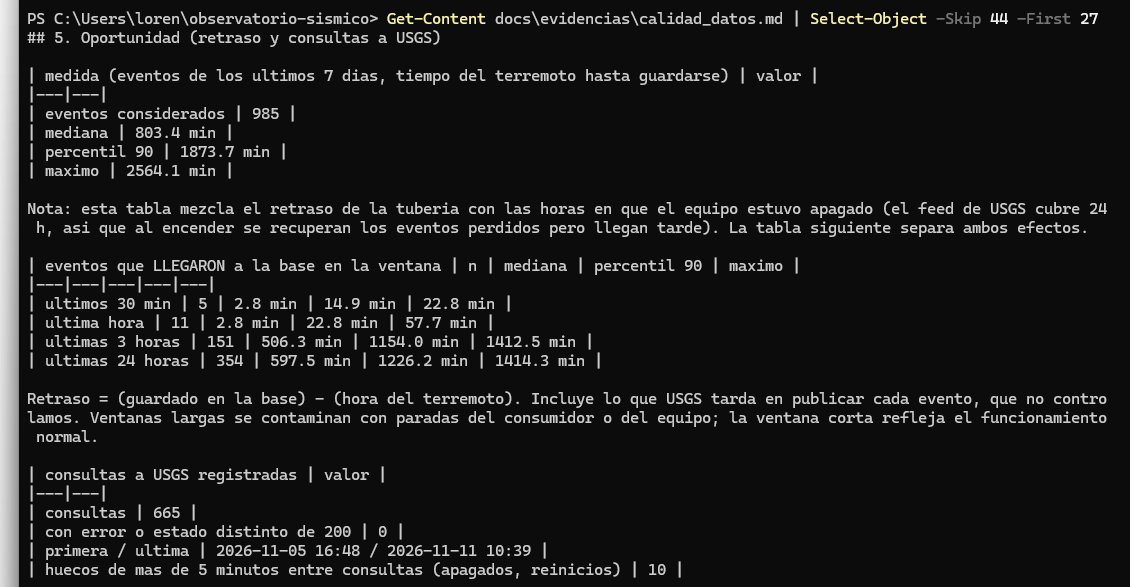 PS C:\Users\loren\observatorio-sismico> Get-Content docs\evidencias\calidad_datos.md | Select-Object -Skip 44 -First 27
## 5. Oportunidad (retraso y consultas a USGS)
| medida (eventos de los ultimos 7 dias, tiempo del terremoto hasta guardarse) | valor |
|---|---|
| eventos considerados | 985 |
| mediana | 803.4 min |
| percentil 90 | 1873.7 min |
| maximo | 2564.1 min |
Nota: esta tabla mezcla el retraso de la tuberia con las horas en que el equipo estuvo apagado (el feed de USGS cubre 24
 h, asi que al encender se recuperan los eventos perdidos pero llegan tarde). La tabla siguiente separa ambos efectos.
| eventos que LLEGARON a la base en la ventana | n | mediana | percentil 90 | maximo |
|---|---|---|---|---|
| ultimos 30 min | 5 | 2.8 min | 14.9 min | 22.8 min |
| ultima hora | 11 | 2.8 min | 22.8 min | 57.7 min |
| ultimas 3 horas | 151 | 506.3 min | 1154.0 min | 1412.5 min |
| ultimas 24 horas | 354 | 597.5 min | 1226.2 min | 1414.3 min |
Retraso = (guardado en la base) - (hora del terremoto). Incluye lo que USGS tarda en publicar cada evento, que no contro
lamos. Ventanas largas se contaminan con paradas del consumidor o del equipo; la ventana corta refleja el funcionamiento
 normal.
| consultas a USGS registradas | valor |
|---|---|
| consultas | 665 |
| con error o estado distinto de 200 | 0 |
| primera / ultima | 2026-11-05 16:48 / 2026-11-11 10:39 |
| huecos de mas de 5 minutos entre consultas (apagados, reinicios) | 10 |